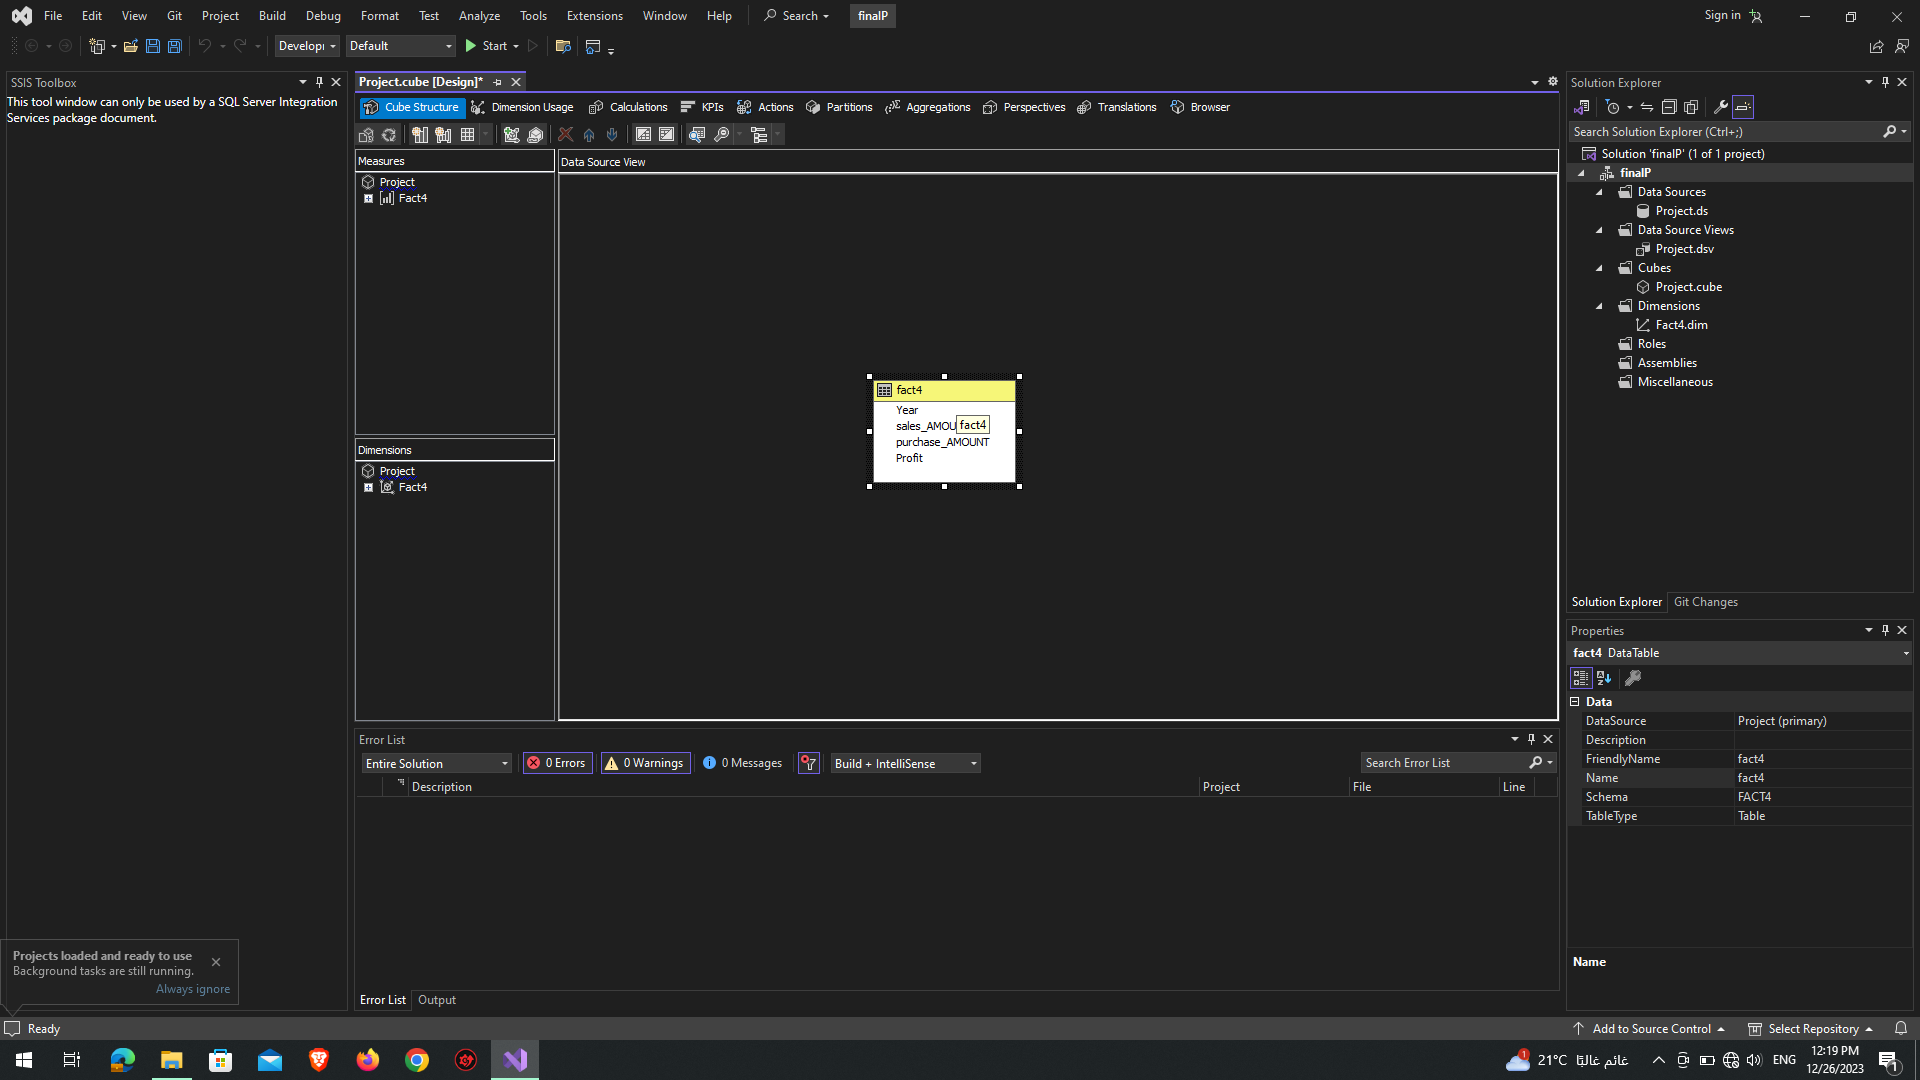 File Edit View Git Project Build Debug Format Test Analyze Tools Extensions Window Help Search finalP Sign in
Develop Default Start
SSIS Toolbox
This tool window can only be used by a SQL Server Integration
Services package document.
Project.cube [Design]*
Cube Structure Dimension Usage Calculations KPIs Actions Partitions Aggregations Perspectives Translations Browser
Measures
Project
Fact4
Data Source View
fact4
Year
sales_AMOU
fact4
purchase_AMOUNT
Profit
Dimensions
Project
Fact4
Error List
Entire Solution 0 Errors 0 Warnings 0 Messages Build + IntelliSense Search Error List
Description Project File Line
Error List Output
Solution Explorer
Search Solution Explorer (Ctrl+;)
Solution 'finalP' (1 of 1 project)
finalP
Data Sources
Project.ds
Data Source Views
Project.dsv
Cubes
Project.cube
Dimensions
Fact4.dim
Roles
Assemblies
Miscellaneous
Solution Explorer Git Changes
Properties
fact4 DataTable
Data
DataSource Project (primary)
Description
FriendlyName fact4
Name fact4
Schema FACT4
TableType Table
Name
Projects loaded and ready to use
Background tasks are still running.
Always ignore
Ready
Add to Source Control Select Repository
1 21°C غائم غالبًا ENG 12:19 PM
12/26/2023 1